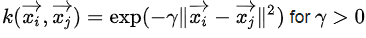 k(x⃗ᵢ, x⃗ⱼ) = exp(−γ‖x⃗ᵢ − x⃗ⱼ‖²) for γ > 0